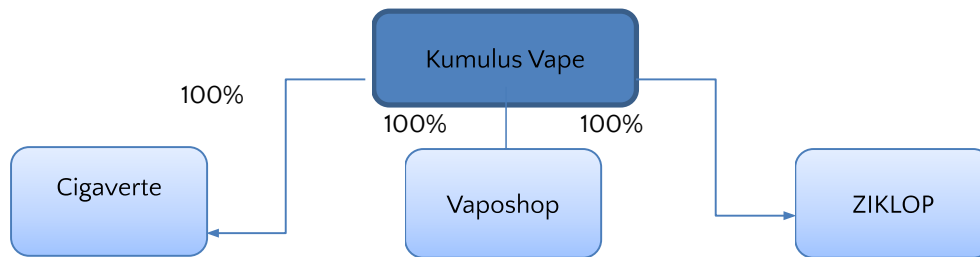 Kumulus Vape
100%
100%
100%
Cigaverte
Vaposhop
ZIKLOP